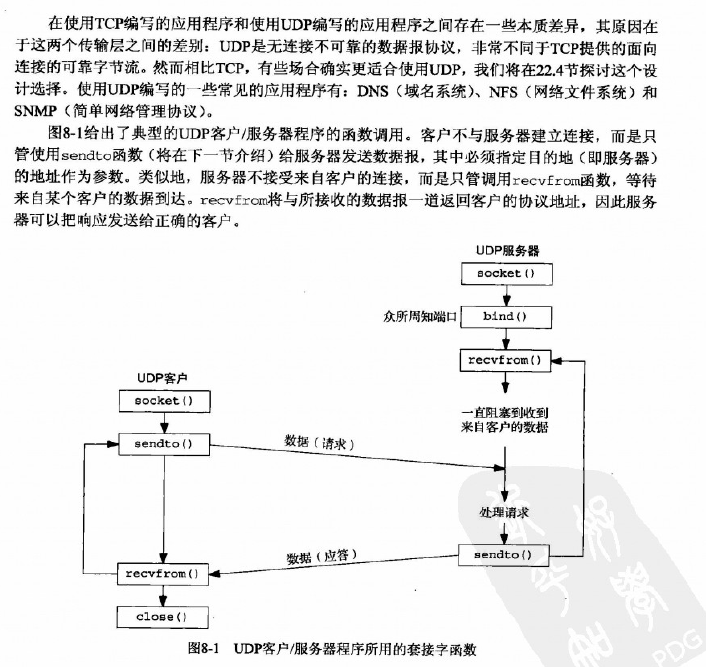 在使用TCP编写的应用程序和使用UDP编写的应用程序之间存在一些本质差异，其原因在
于这两个传输层之间的差别：UDP是无连接不可靠的数据报协议，非常不同于TCP提供的面向
连接的可靠字节流。然而相比TCP，有些场合确实更适合使用UDP，我们将在22.4节探讨这个设
计选择。使用UDP编写的一些常见的应用程序有：DNS（域名系统）、NFS（网络文件系统）和
SNMP（简单网络管理协议）。
图8-1给出了典型的UDP客户/服务器程序的函数调用。客户不与服务器建立连接，而是只
管使用sendto函数（将在下一节介绍）给服务器发送数据报，其中必须指定目的地（即服务器）
的地址作为参数。类似地，服务器不接受来自客户的连接，而是只管调用recvfrom函数，等待
来自某个客户的数据到达。recvfrom将与所接收的数据报一道返回客户的协议地址，因此服务
器可以把响应发送给正确的客户。
UDP服务器
socket()
众所周知端口
bind()
recvfrom()
UDP客户
socket()
一直阻塞到收到
来自客户的数据
sendto()
数据（请求）
处理请求
数据（应答）
sendto()
recvfrom()
close()
图8-1 UDP客户/服务器程序所用的套接字函数
PDG